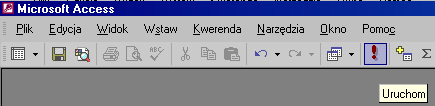 Microsoft Access
Plik Edycja Widok Wstaw Kwerenda Narzędzia Okno Pomoc
Uruchom